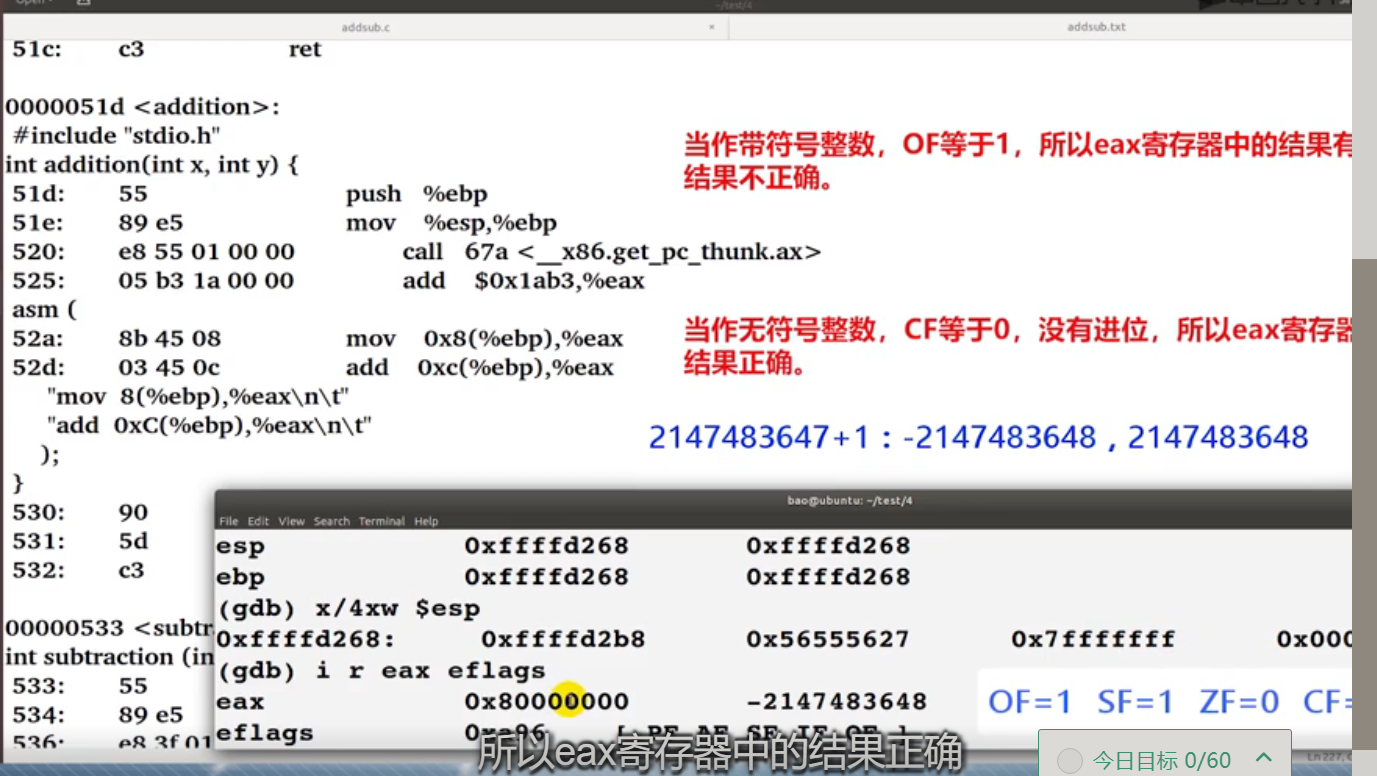 Open
~/test/4
addsub.c × addsub.txt
51c: c3 ret
0000051d <addition>:
#include "stdio.h"
int addition(int x, int y) {
51d: 55 push %ebp
51e: 89 e5 mov %esp,%ebp
520: e8 55 01 00 00 call 67a <__x86.get_pc_thunk.ax>
525: 05 b3 1a 00 00 add $0x1ab3,%eax
asm (
52a: 8b 45 08 mov 0x8(%ebp),%eax
52d: 03 45 0c add 0xc(%ebp),%eax
"mov 8(%ebp),%eax\n\t"
"add 0xC(%ebp),%eax\n\t"
);
}
530: 90
531: 5d
532: c3
00000533 <subtr
int subtraction (in
533: 55
534: 89 e5
536: e8 3f 01
当作带符号整数，OF等于1，所以eax寄存器中的结果有
结果不正确。
当作无符号整数，CF等于0，没有进位，所以eax寄存器
结果正确。
2147483647+1：-2147483648，2147483648
bao@ubuntu: ~/test/4
File Edit View Search Terminal Help
esp 0xffffd268 0xffffd268
ebp 0xffffd268 0xffffd268
(gdb) x/4xw $esp
0xffffd268: 0xffffd2b8 0x56555627 0x7fffffff 0x000
(gdb) i r eax eflags
eax 0x80000000 -2147483648
eflags 0xa96 [ PF AF SF IF OF ]
OF=1 SF=1 ZF=0 CF=
所以eax寄存器中的结果正确
今日目标 0/60
Ln 227,